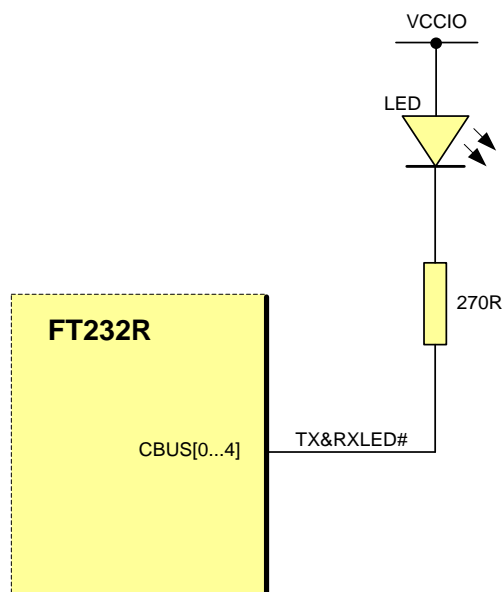 VCCIO
LED
270R
FT232R
TX&RXLED#
CBUS[0...4]